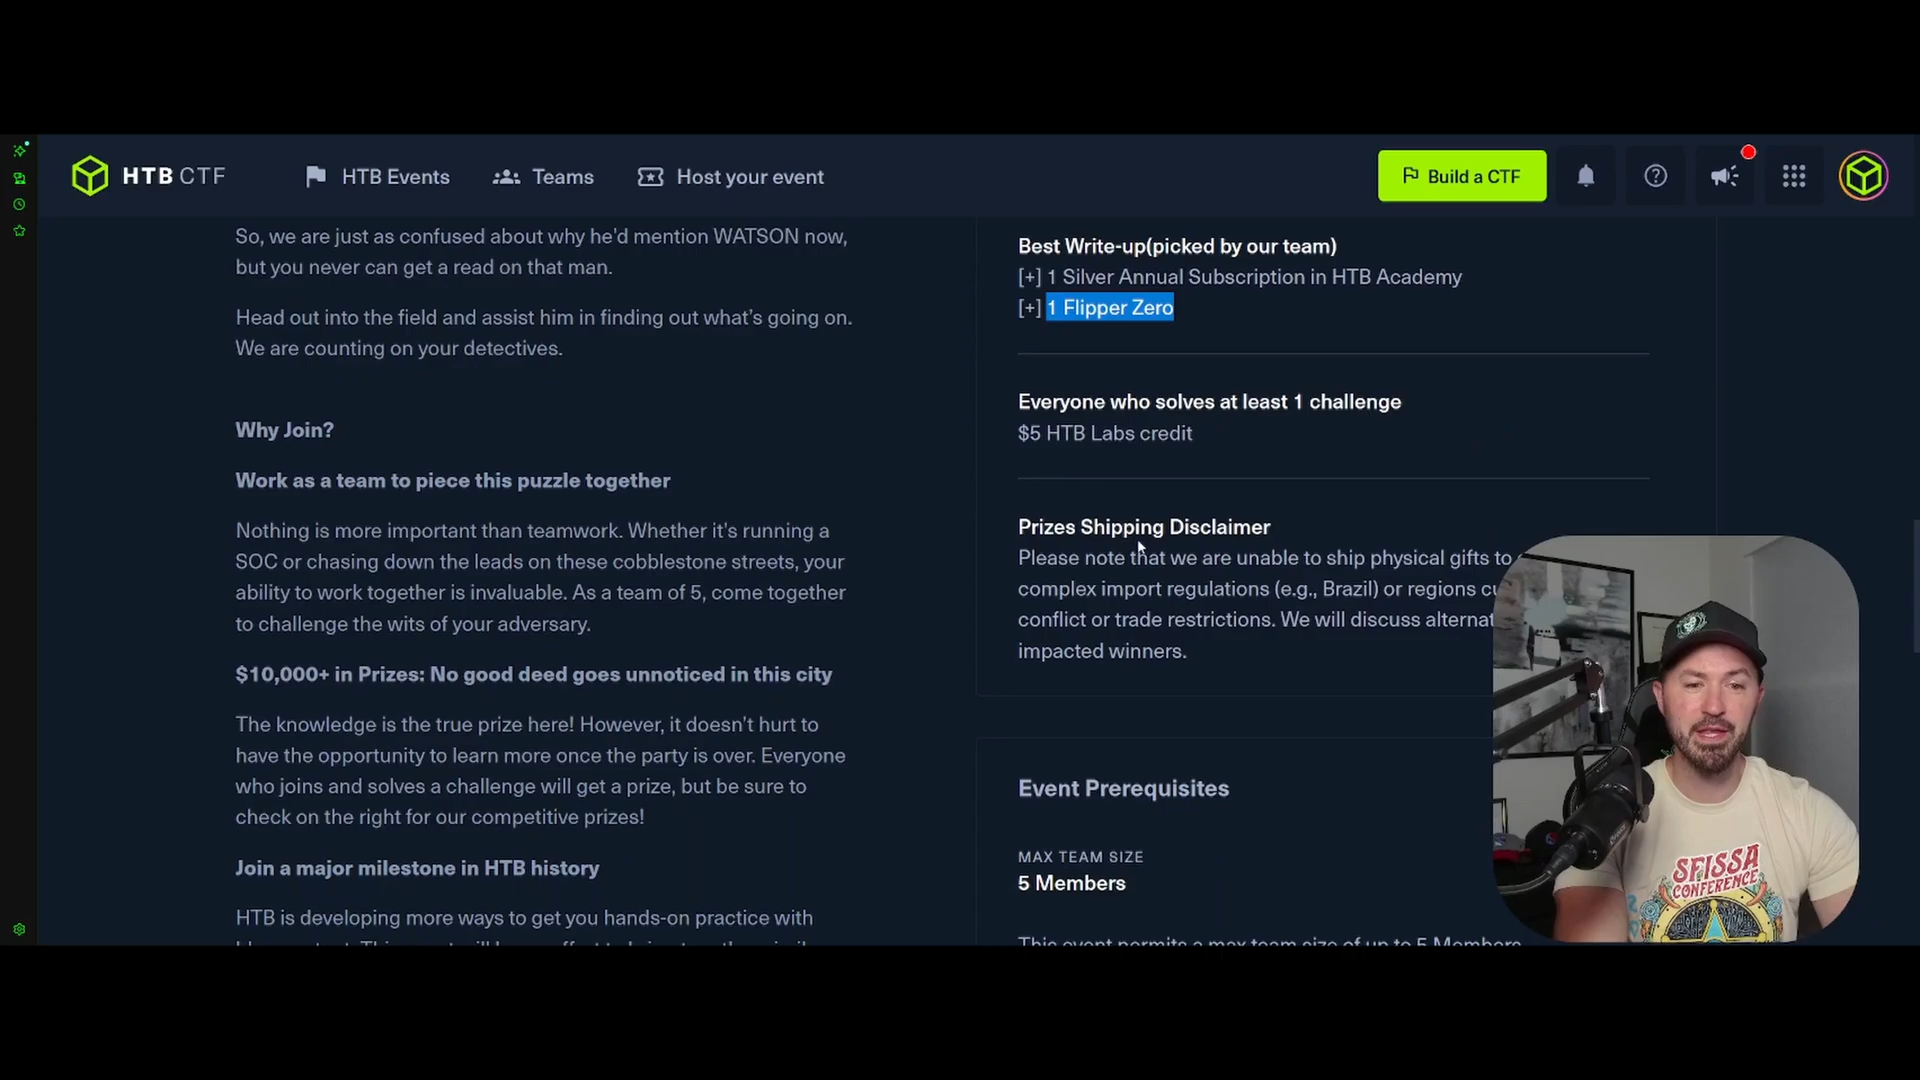 HTB CTF
HTB Events
Teams
Host your event
Build a CTF
So, we are just as confused about why he'd mention WATSON now,
but you never can get a read on that man.
Head out into the field and assist him in finding out what's going on.
We are counting on your detectives.
Why Join?
Work as a team to piece this puzzle together
Nothing is more important than teamwork. Whether it's running a
SOC or chasing down the leads on these cobblestone streets, your
ability to work together is invaluable. As a team of 5, come together
to challenge the wits of your adversary.
$10,000+ in Prizes: No good deed goes unnoticed in this city
The knowledge is the true prize here! However, it doesn't hurt to
have the opportunity to learn more once the party is over. Everyone
who joins and solves a challenge will get a prize, but be sure to
check on the right for our competitive prizes!
Join a major milestone in HTB history
HTB is developing more ways to get you hands-on practice with
Best Write-up(picked by our team)
[+] 1 Silver Annual Subscription in HTB Academy
[+] 1 Flipper Zero
Everyone who solves at least 1 challenge
$5 HTB Labs credit
Prizes Shipping Disclaimer
Please note that we are unable to ship physical gifts to
complex import regulations (e.g., Brazil) or regions
conflict or trade restrictions. We will discuss
impacted winners.
Event Prerequisites
MAX TEAM SIZE
5 Members
This event permits a max team size of up to 5 Members
SFISSA
CONFERENCE